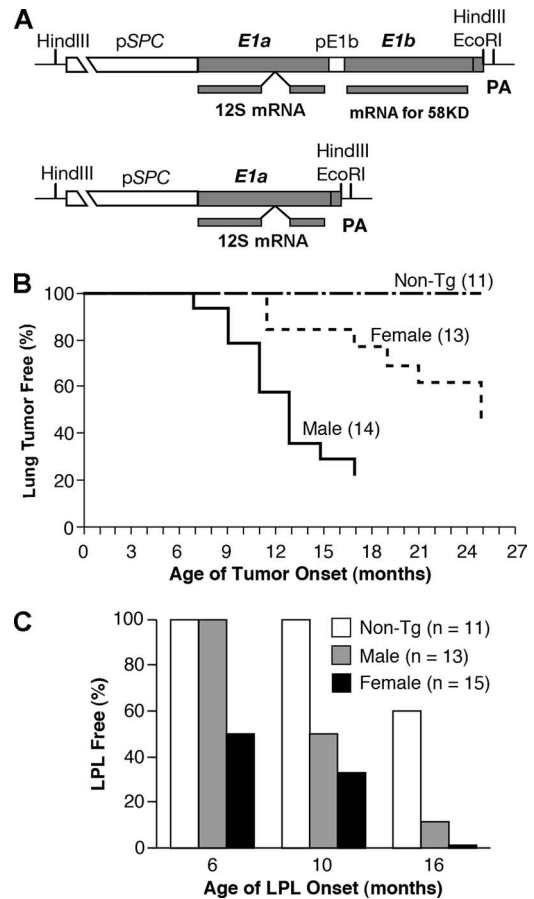 A
HindIII pSPC E1a pE1b E1b HindIII
EcoRI
12S mRNA mRNA for 58KD PA
HindIII pSPC E1a HindIII
EcoRI
12S mRNA PA
B
Lung Tumor Free (%)
100
80
60
40
20
0
Non-Tg (11)
Female (13)
Male (14)
0 3 6 9 12 15 18 21 24 27
Age of Tumor Onset (months)
C
LPL Free (%)
100
80
60
40
20
0
Non-Tg (n = 11)
Male (n = 13)
Female (n = 15)
6 10 16
Age of LPL Onset (months)